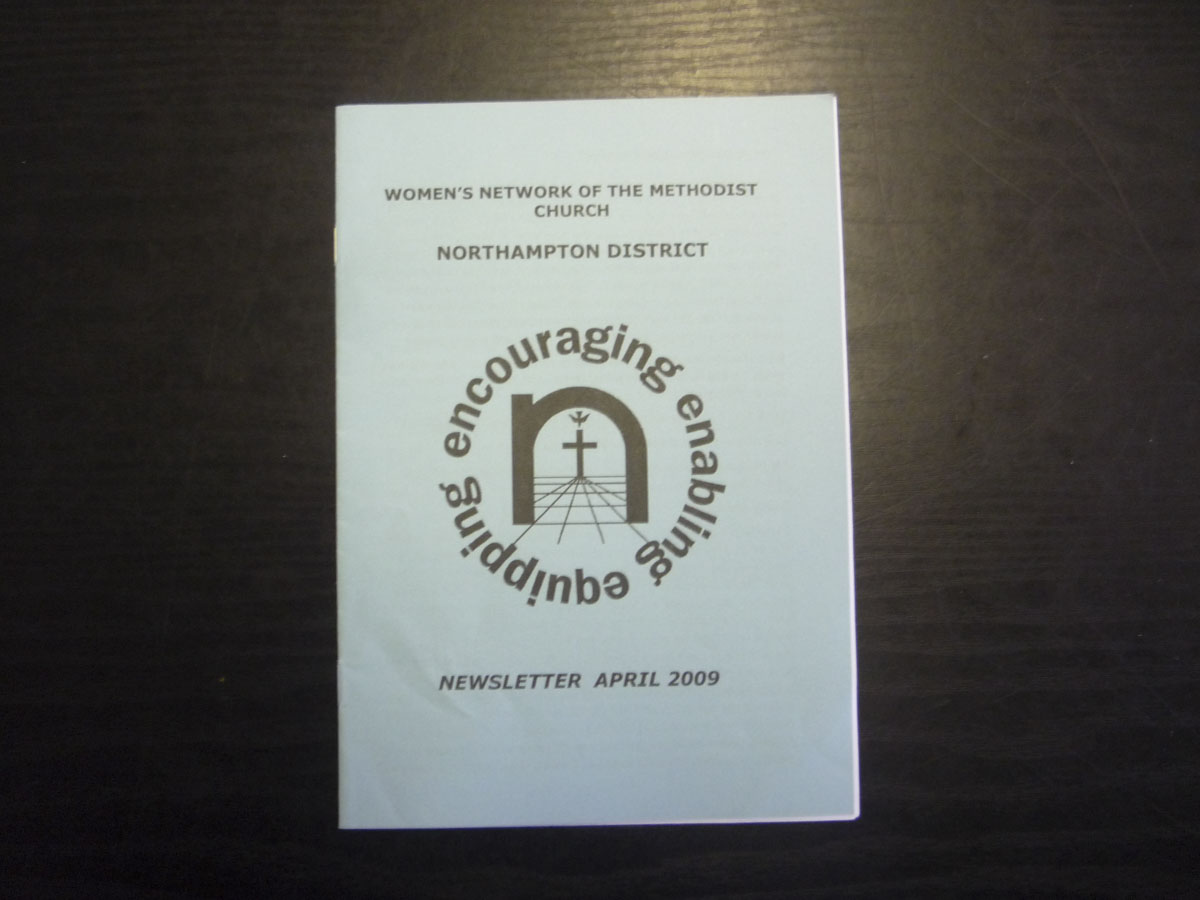 WOMEN'S NETWORK OF THE METHODIST
CHURCH
NORTHAMPTON DISTRICT
encouraging enabling equipping
n
NEWSLETTER APRIL 2009